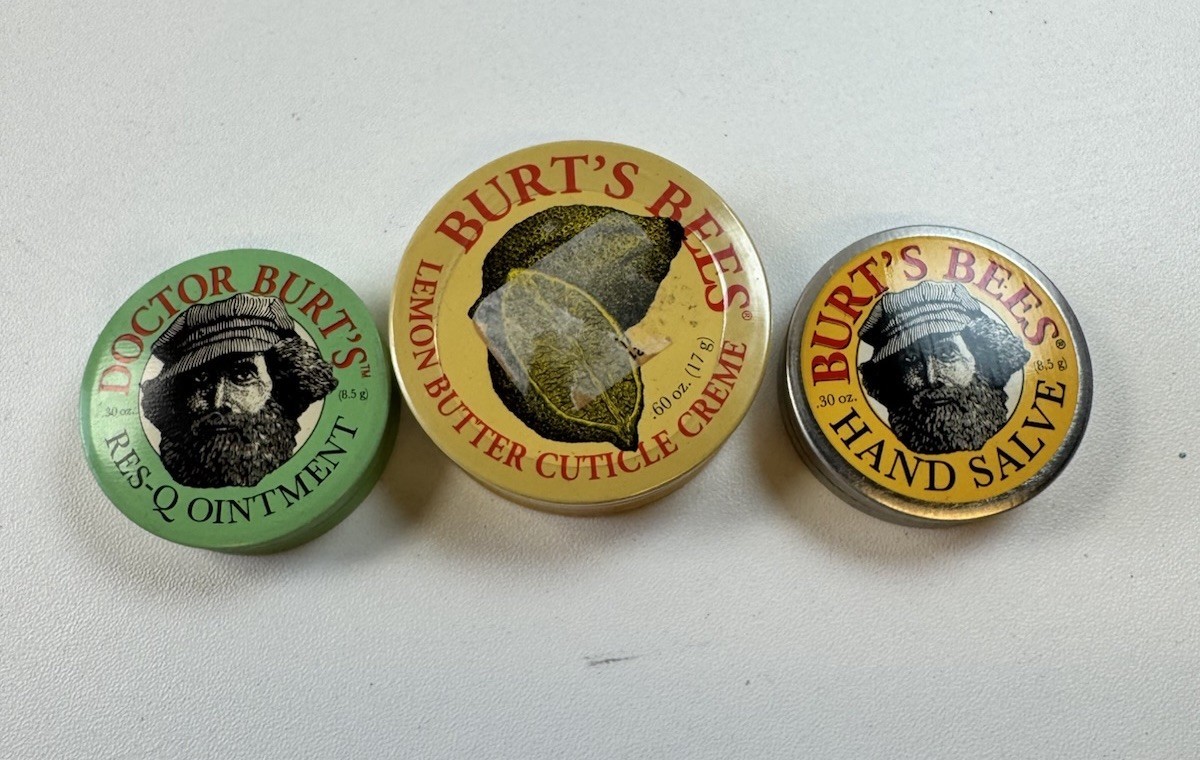 DOCTOR BURT'S™
.30 oz. (8.5 g)
RES-Q OINTMENT
BURT'S BEES®
.60 oz. (17 g)
LEMON BUTTER CUTICLE CREME
BURT'S BEES®
.30 oz. (8.5 g)
HAND SALVE